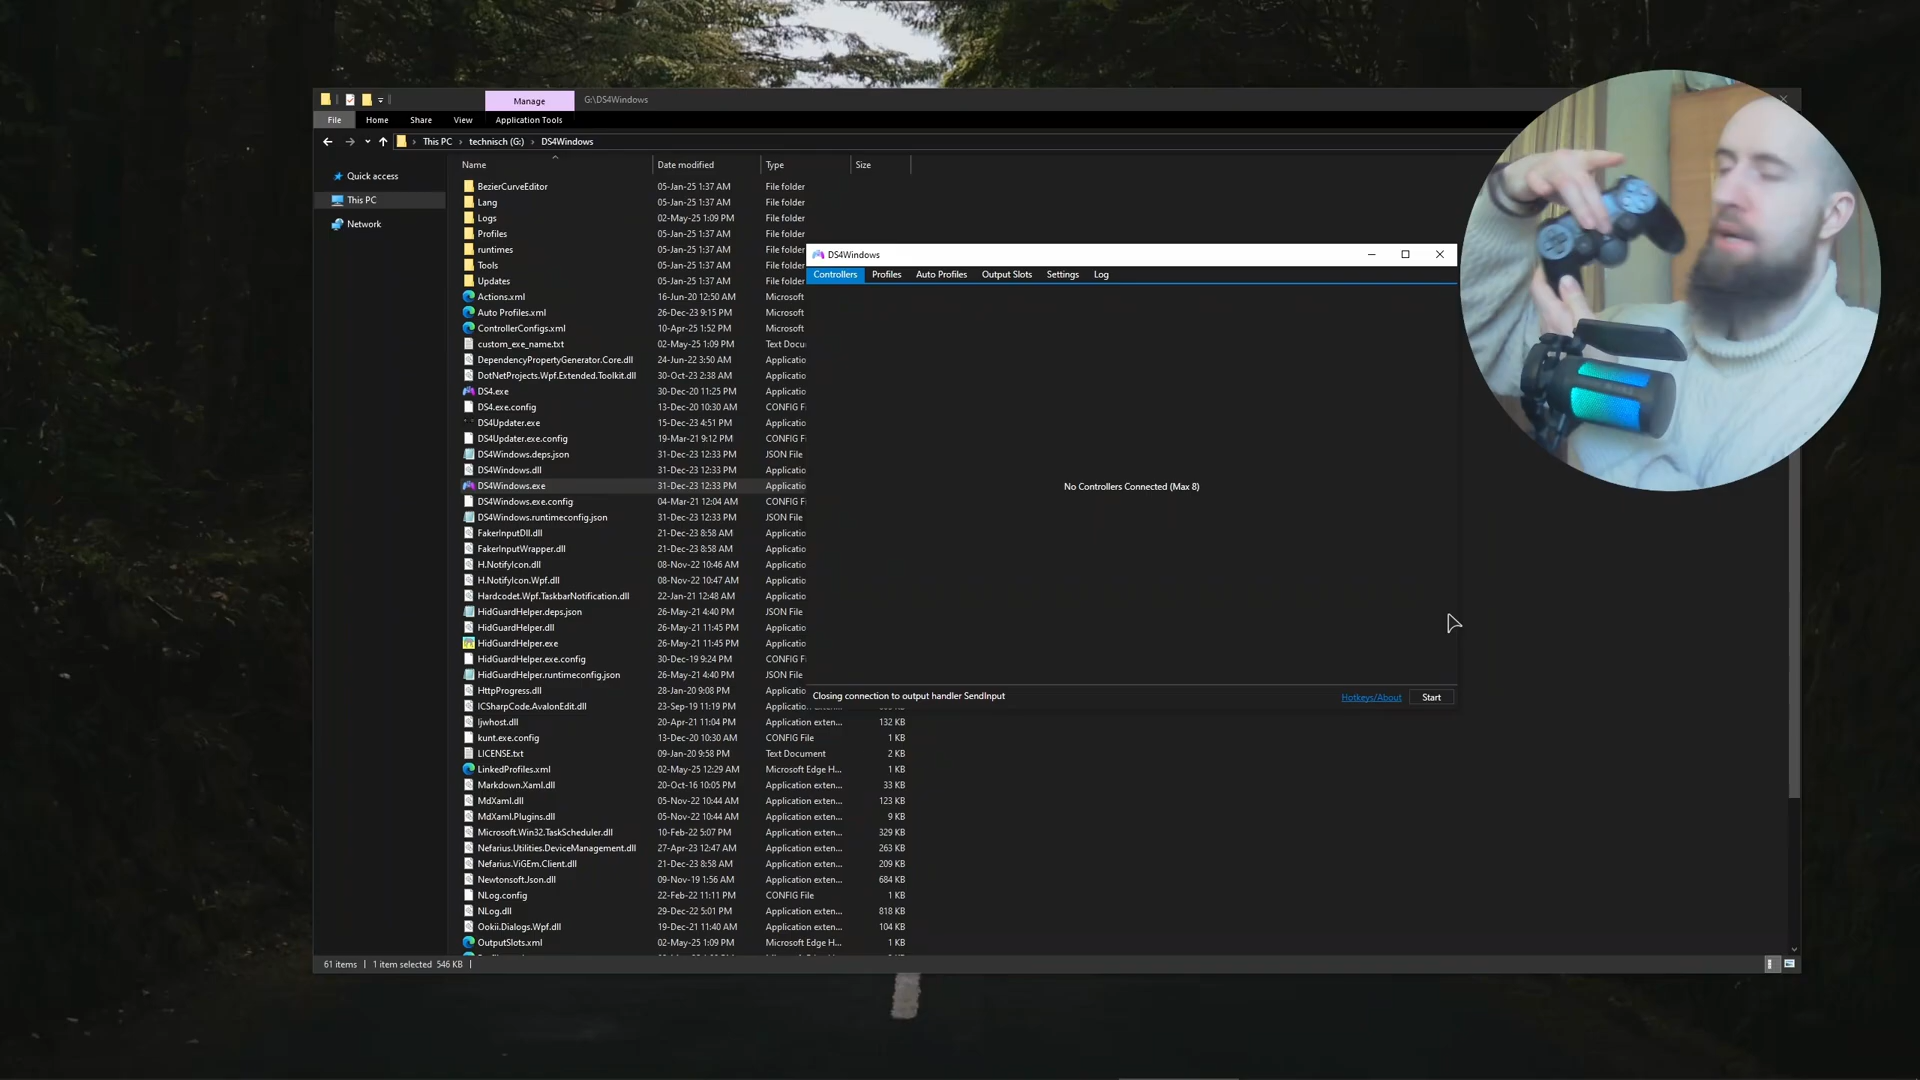 Manage
G:\DS4Windows
File
Home
Share
View
Application Tools
This PC
technisch (G:)
DS4Windows
Quick access
This PC
Network
Name
Date modified
Type
Size
BezierCurveEditor 05-Jan-25 1:37 AM File folder
Lang 05-Jan-25 1:37 AM File folder
Logs 02-May-25 1:09 PM File folder
Profiles 05-Jan-25 1:37 AM File folder
runtimes 05-Jan-25 1:37 AM File folder
Tools 05-Jan-25 1:37 AM File folder
Updates 05-Jan-25 1:37 AM File folder
Actions.xml 16-Jun-20 12:50 AM Microsoft
Auto Profiles.xml 26-Dec-23 9:15 PM Microsoft
ControllerConfigs.xml 10-Apr-25 1:52 PM Microsoft
custom_exe_name.txt 02-May-25 1:09 PM Text Docu
DependencyPropertyGenerator.Core.dll 24-Jun-22 3:50 AM Applicatio
DotNetProjects.Wpf.Extended.Toolkit.dll 30-Oct-23 2:38 AM Applicatio
DS4.exe 30-Dec-20 11:25 PM Applicatio
DS4.exe.config 13-Dec-20 10:30 AM CONFIG F
DS4Updater.exe 15-Dec-23 4:51 PM Applicatio
DS4Updater.exe.config 19-Mar-21 9:12 PM CONFIG F
DS4Windows.deps.json 31-Dec-23 12:33 PM JSON File
DS4Windows.dll 31-Dec-23 12:33 PM Applicatio
DS4Windows.exe 31-Dec-23 12:33 PM Applicatio
DS4Windows.exe.config 04-Mar-21 12:04 AM CONFIG F
DS4Windows.runtimeconfig.json 31-Dec-23 12:33 PM JSON File
FakerInputDll.dll 21-Dec-23 8:58 AM Applicatio
FakerInputWrapper.dll 21-Dec-23 8:58 AM Applicatio
H.NotifyIcon.dll 08-Nov-22 10:46 AM Applicatio
H.NotifyIcon.Wpf.dll 08-Nov-22 10:47 AM Applicatio
Hardcodet.Wpf.TaskbarNotification.dll 22-Jan-21 12:48 AM Applicatio
HidGuardHelper.deps.json 26-May-21 4:40 PM JSON File
HidGuardHelper.dll 26-May-21 11:45 PM Applicatio
HidGuardHelper.exe 26-May-21 11:45 PM Applicatio
HidGuardHelper.exe.config 30-Dec-19 9:24 PM CONFIG F
HidGuardHelper.runtimeconfig.json 26-May-21 4:40 PM JSON File
HttpProgress.dll 28-Jan-20 9:08 PM Applicatio
ICSharpCode.AvalonEdit.dll 23-Sep-19 11:19 PM Applicatio KB
Ijwhost.dll 20-Apr-21 11:04 PM Application exten... 132 KB
kunt.exe.config 13-Dec-20 10:30 AM CONFIG File 1 KB
LICENSE.txt 09-Jan-20 9:58 PM Text Document 2 KB
LinkedProfiles.xml 02-May-25 12:29 AM Microsoft Edge H... 1 KB
Markdown.Xaml.dll 20-Oct-16 10:05 PM Application exten... 33 KB
MdXaml.dll 05-Nov-22 10:44 AM Application exten... 123 KB
MdXaml.Plugins.dll 05-Nov-22 10:44 AM Application exten... 9 KB
Microsoft.Win32.TaskScheduler.dll 10-Feb-22 5:07 PM Application exten... 329 KB
Nefarius.Utilities.DeviceManagement.dll 27-Apr-23 12:47 AM Application exten... 263 KB
Nefarius.ViGEm.Client.dll 21-Dec-23 8:58 AM Application exten... 209 KB
Newtonsoft.Json.dll 09-Nov-19 1:56 AM Application exten... 684 KB
NLog.config 22-Feb-22 11:11 PM CONFIG File 1 KB
NLog.dll 29-Dec-22 5:01 PM Application exten... 818 KB
Ookii.Dialogs.Wpf.dll 19-Dec-21 11:40 AM Application exten... 104 KB
OutputSlots.xml 02-May-25 1:09 PM Microsoft Edge H... 1 KB
61 items
1 item selected 546 KB
DS4Windows
Controllers
Profiles
Auto Profiles
Output Slots
Settings
Log
No Controllers Connected (Max 8)
Closing connection to output handler SendInput
Hotkeys/About
Start